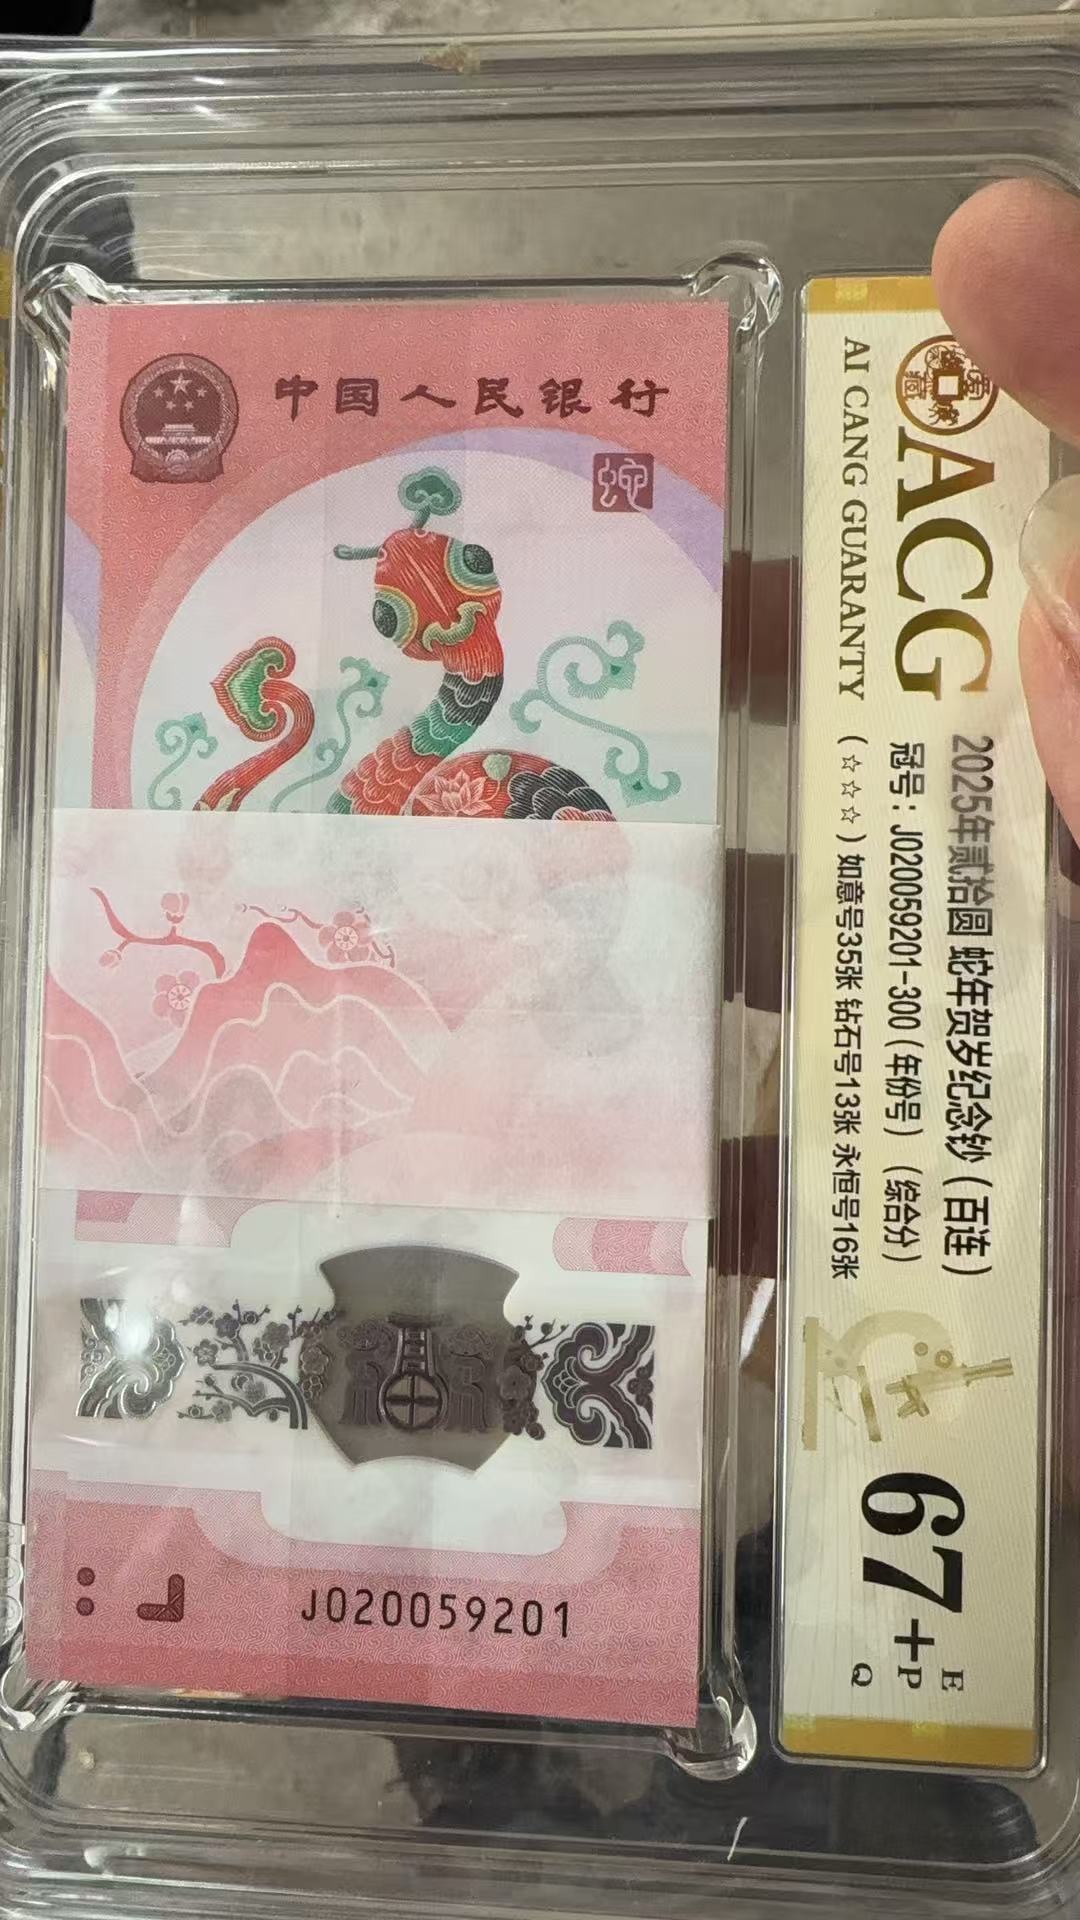 中国人民银行
蛇
J020059201
ACG
AI CANG GUARANTY
2025年贰拾圆 蛇年贺岁纪念钞（百连）
冠号：J020059201-300（年份号）（综合分）
（☆☆☆）如意号35张 钻石号13张 永恒号16张
67+
E
P
Q